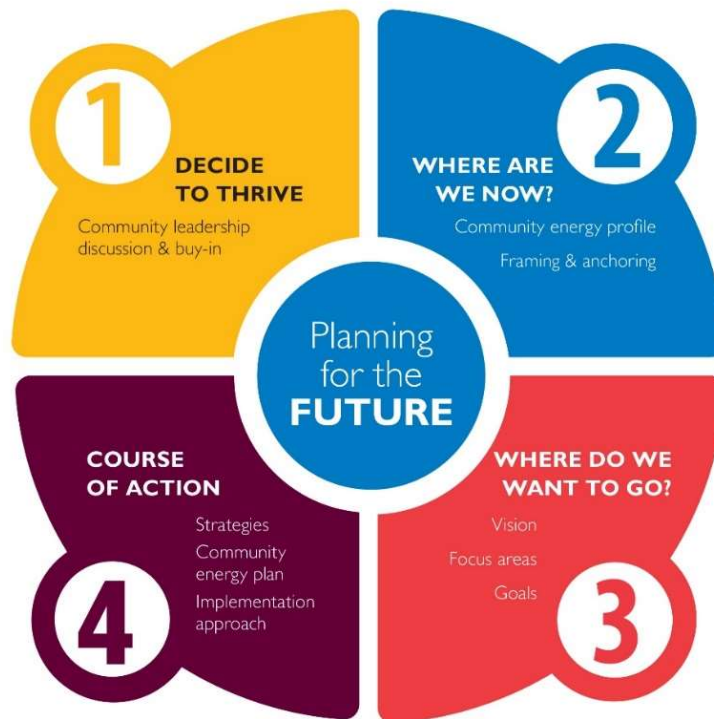 1
DECIDE
TO THRIVE
Community leadership
discussion & buy-in
2
WHERE ARE
WE NOW?
Community energy profile
Framing & anchoring
Planning
for the
FUTURE
WHERE DO WE
WANT TO GO?
Vision
Focus areas
Goals
3
COURSE
OF ACTION
Strategies
Community
energy plan
Implementation
approach
4